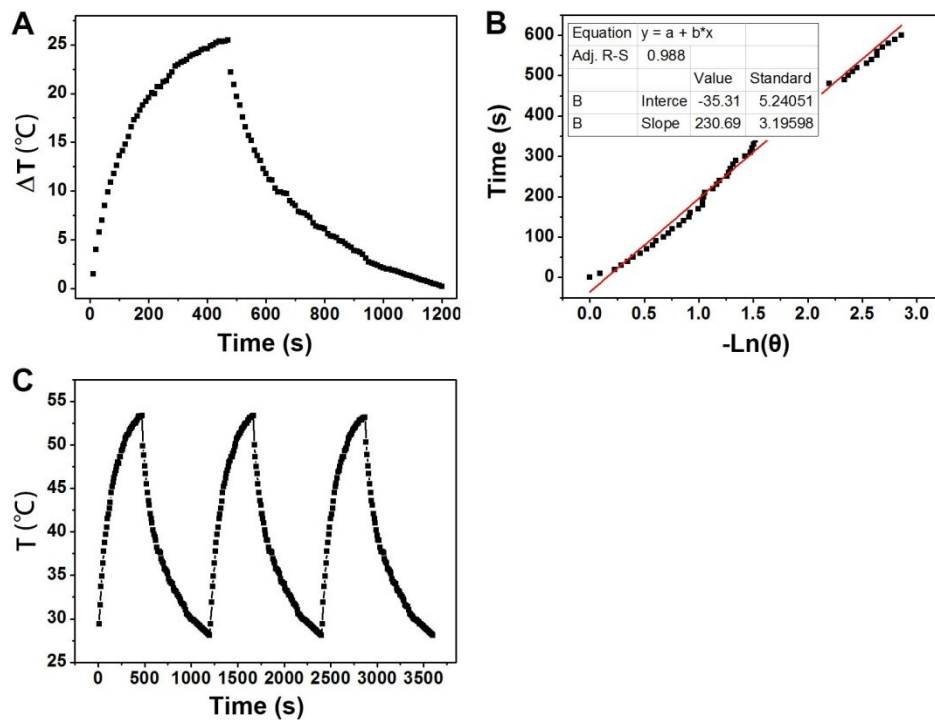 A
ΔT (℃)
25
20
15
10
5
0
0 200 400 600 800 1000 1200
Time (s)
B
Time (s)
600
500
400
300
200
100
0
Equation y = a + b*x
Adj. R-S 0.988
Value Standard
B Interce -35.31 5.24051
B Slope 230.69 3.19598
0.0 0.5 1.0 1.5 2.0 2.5 3.0
-Ln(θ)
C
T (℃)
55
50
45
40
35
30
25
0 500 1000 1500 2000 2500 3000 3500
Time (s)